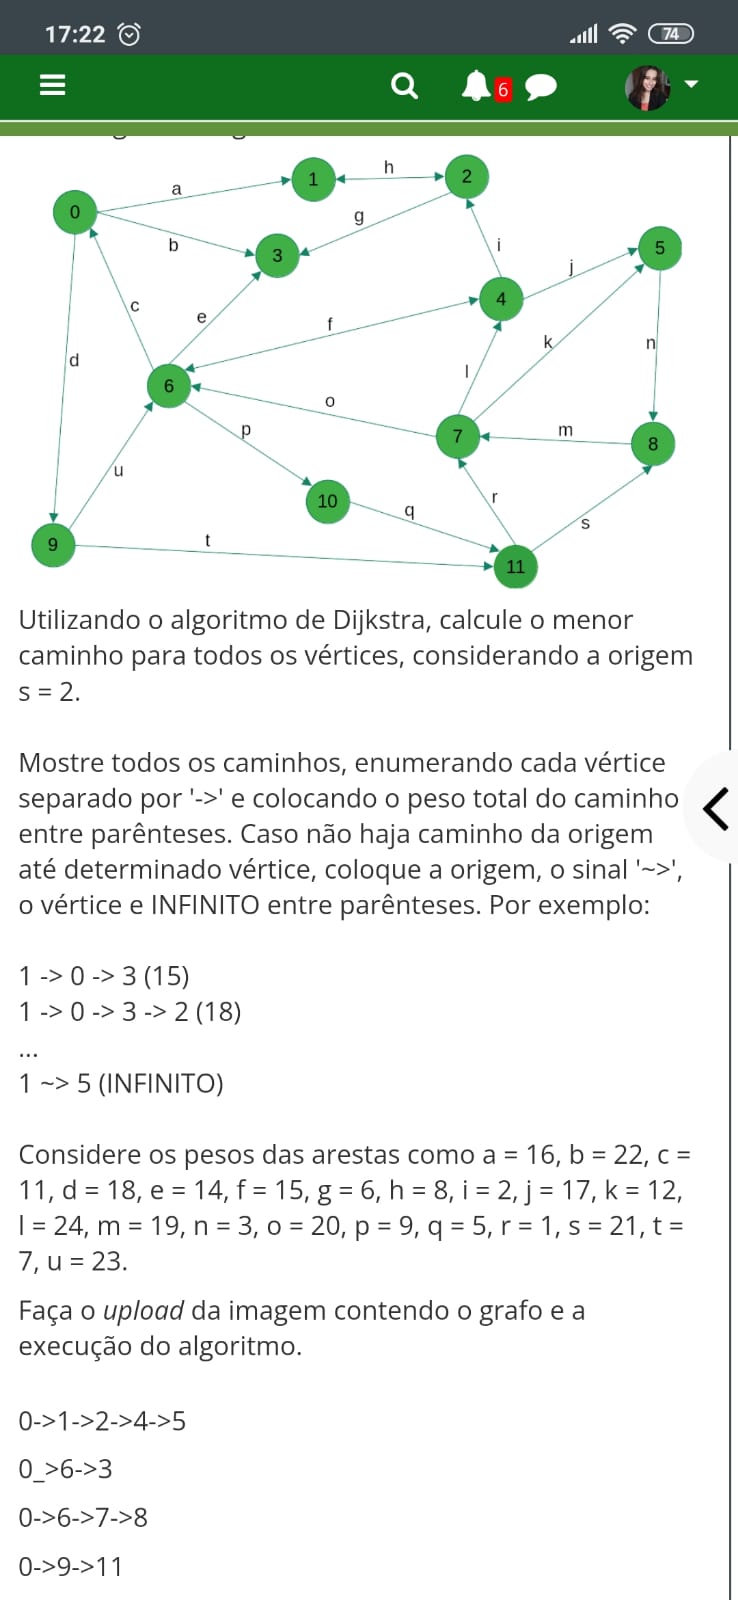 17:22
74
6
a
h
1
2
0
g
b
3
i
5
j
c
4
e
f
k
n
d
6
l
o
p
7
m
8
u
10
r
q
s
9
t
11
Utilizando o algoritmo de Dijkstra, calcule o menor
caminho para todos os vértices, considerando a origem
s = 2.
Mostre todos os caminhos, enumerando cada vértice
separado por '->' e colocando o peso total do caminho
entre parênteses. Caso não haja caminho da origem
até determinado vértice, coloque a origem, o sinal '~>',
o vértice e INFINITO entre parênteses. Por exemplo:
1 -> 0 -> 3 (15)
1 -> 0 -> 3 -> 2 (18)
...
1 ~> 5 (INFINITO)
Considere os pesos das arestas como a = 16, b = 22, c =
11, d = 18, e = 14, f = 15, g = 6, h = 8, i = 2, j = 17, k = 12,
l = 24, m = 19, n = 3, o = 20, p = 9, q = 5, r = 1, s = 21, t =
7, u = 23.
Faça o upload da imagem contendo o grafo e a
execução do algoritmo.
0->1->2->4->5
0_>6->3
0->6->7->8
0->9->11